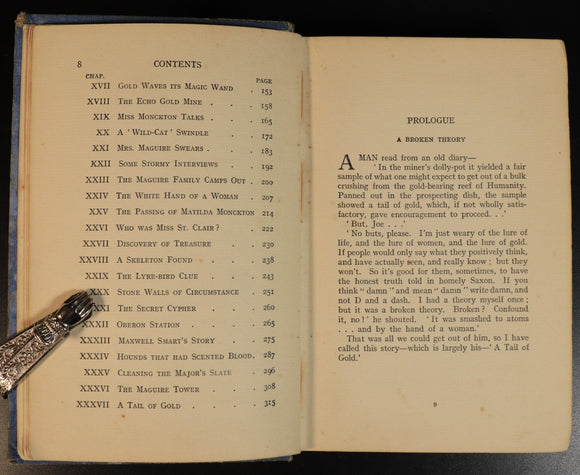 8 CONTENTS
CHAP. PAGE
XVII GOLD WAVES ITS MAGIC WAND . 153
XVIII THE ECHO GOLD MINE . . . 158
XIX MISS MONCKTON TALKS . . . 165
XX A 'WILD-CAT' SWINDLE . . 172
XXI MRS. MAGUIRE SWEARS . . . 183
XXII SOME STORMY INTERVIEWS . . 192
XXIII THE MAGUIRE FAMILY CAMPS OUT . 200
XXIV THE WHITE HAND OF A WOMAN . 207
XXV THE PASSING OF MATILDA MONCKTON 214
XXVI WHO WAS MISS ST. CLAIR? . . 222
XXVII DISCOVERY OF TREASURE . . 230
XXVIII A SKELETON FOUND . . . 238
XXIX THE LYRE-BIRD CLUE . . . 243
XXX STONE WALLS OF CIRCUMSTANCE . 251
XXI THE SECRET CYPHER . . . 260
XXXII OBERON STATION . . . . 265
XXXIII MAXWELL SMART'S STORY . . 275
XXXIV HOUNDS THAT HAD SCENTED BLOOD . 287
XXXV CLEANING THE MAJOR'S SLATE . 296
XXXVI THE MAGUIRE TOWER . . . 308
XXXVII A TAIL OF GOLD . . . . 315
PROLOGUE
A BROKEN THEORY
A MAN read from an old diary—
' In the miner's dolly-pot it yielded a fair
sample of what one might expect to get out of a bulk
crushing from the gold-bearing reef of Humanity.
Panned out in the prospecting dish, the sample
showed a tail of gold, which, if not wholly satis-
factory, gave encouragement to proceed. . .'
' But, Joe . . .'
' No buts, please. I'm just weary of the lure of
life, and the lure of women, and the lure of gold.
If people would only say what they positively think,
and have actually seen, and really know ; but they
won't. So it's good for them, sometimes, to have
the honest truth told in homely Saxon. If you
think " damn " and mean " damn " write damn, and
not D and a dash. I had a theory myself once ;
but it was a broken theory. Broken ? Confound
it, no ! ' he shouted. ' It was smashed to atoms
. . . and by the hand of a woman.'
That was all we could get out of him, so I have
called this story—which is largely his—' A Tail of
Gold.'
9